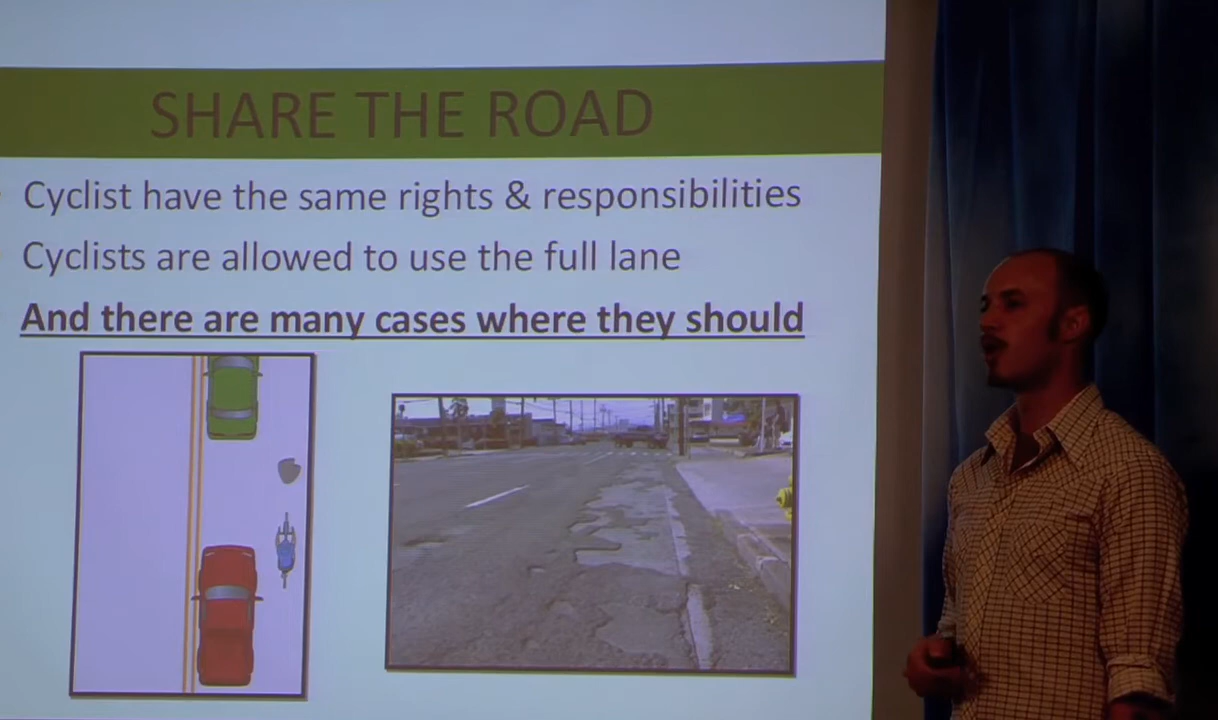 SHARE THE ROAD
Cyclist have the same rights & responsibilities
Cyclists are allowed to use the full lane
And there are many cases where they should